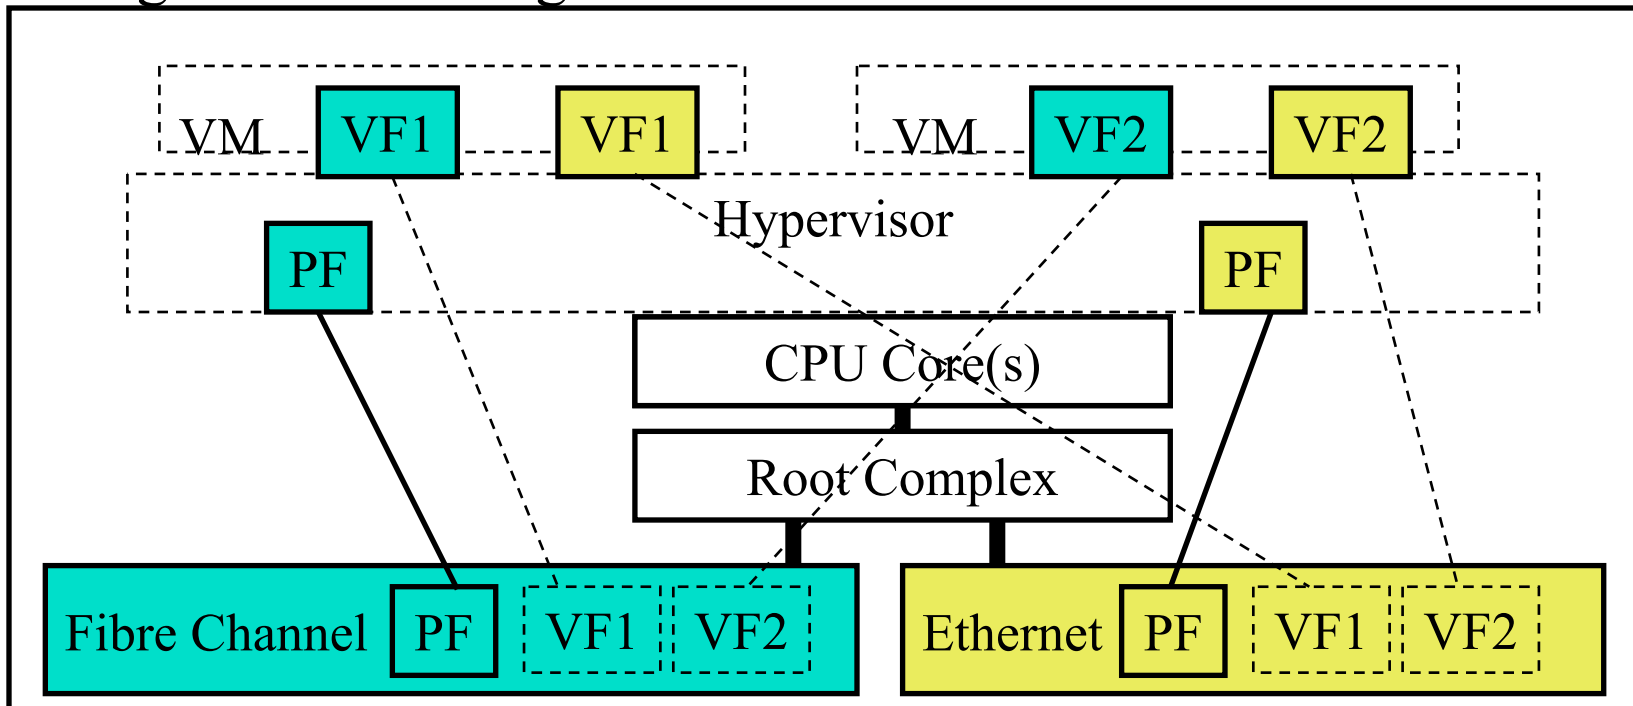 VM VF1 VF1 VM VF2 VF2
Hypervisor
PF PF
CPU Core(s)
Root Complex
Fibre Channel PF VF1 VF2 Ethernet PF VF1 VF2